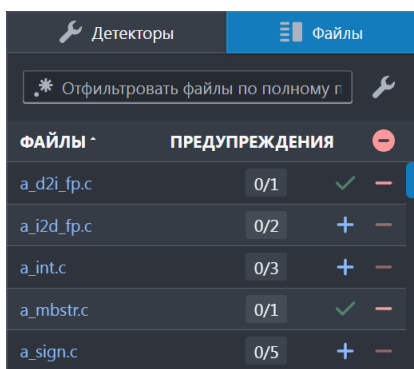 Детекторы Файлы
.* Отфильтровать файлы по полному п
ФАЙЛЫ ПРЕДУПРЕЖДЕНИЯ
a_d2i_fp.c 0/1
a_i2d_fp.c 0/2
a_int.c 0/3
a_mbstr.c 0/1
a_sign.c 0/5